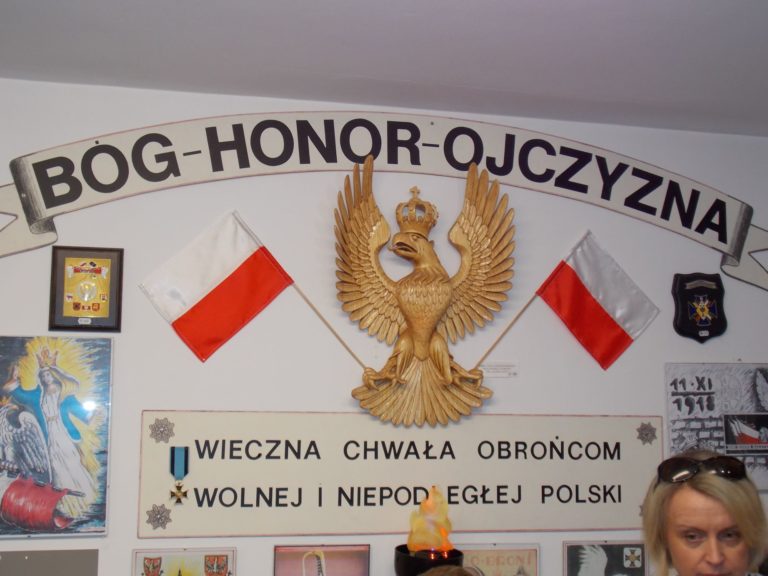 BÓG-HONOR-OJCZYZNA
WIECZNA CHWAŁA OBROŃCOM
WOLNEJ I NIEPODLEGŁEJ POLSKI
11·XI
1918